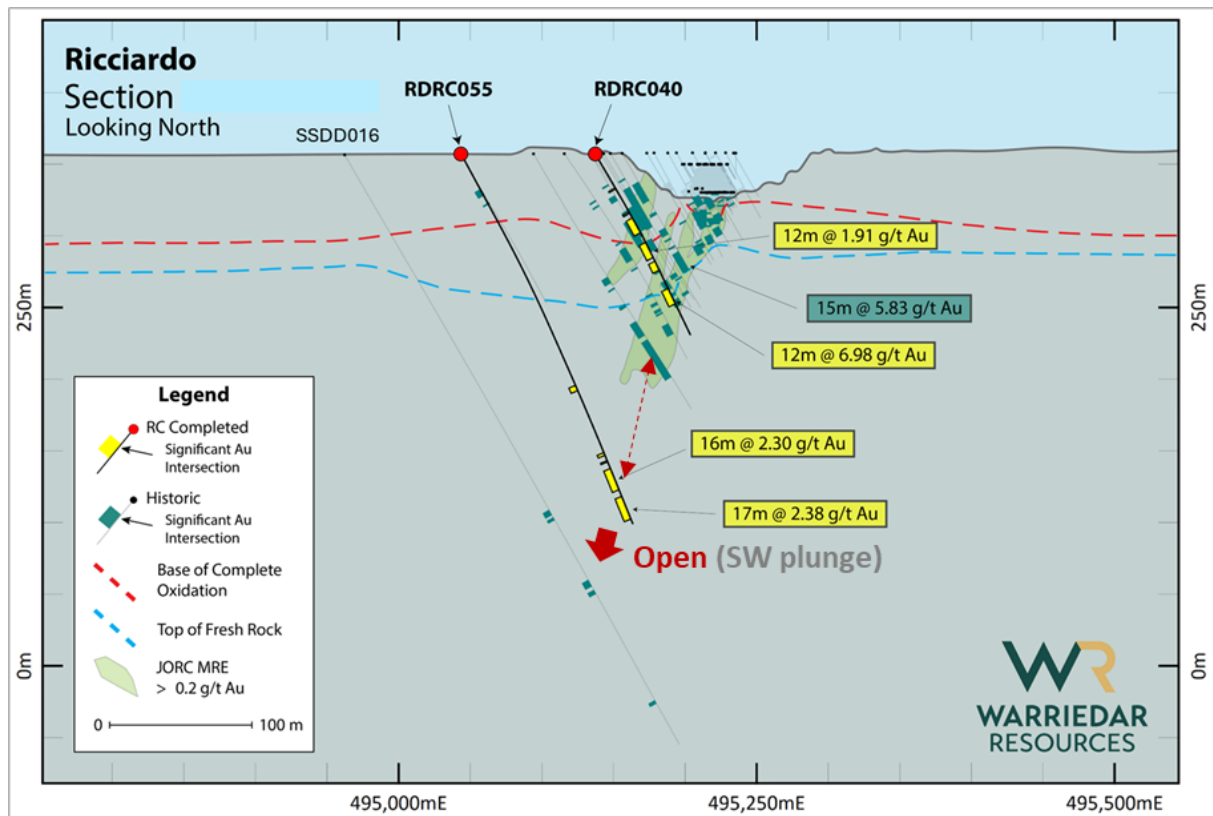 Ricciardo
Section
Looking North
SSDD016
RDRC055
RDRC040
12m @ 1.91 g/t Au
15m @ 5.83 g/t Au
12m @ 6.98 g/t Au
16m @ 2.30 g/t Au
17m @ 2.38 g/t Au
Open (SW plunge)
250m
0m
250m
0m
Legend
RC Completed
Significant Au
Intersection
Historic
Significant Au
Intersection
Base of Complete
Oxidation
Top of Fresh Rock
JORC MRE
> 0.2 g/t Au
0 100 m
WR
WARRIEDAR
RESOURCES
495,000mE
495,250mE
495,500mE